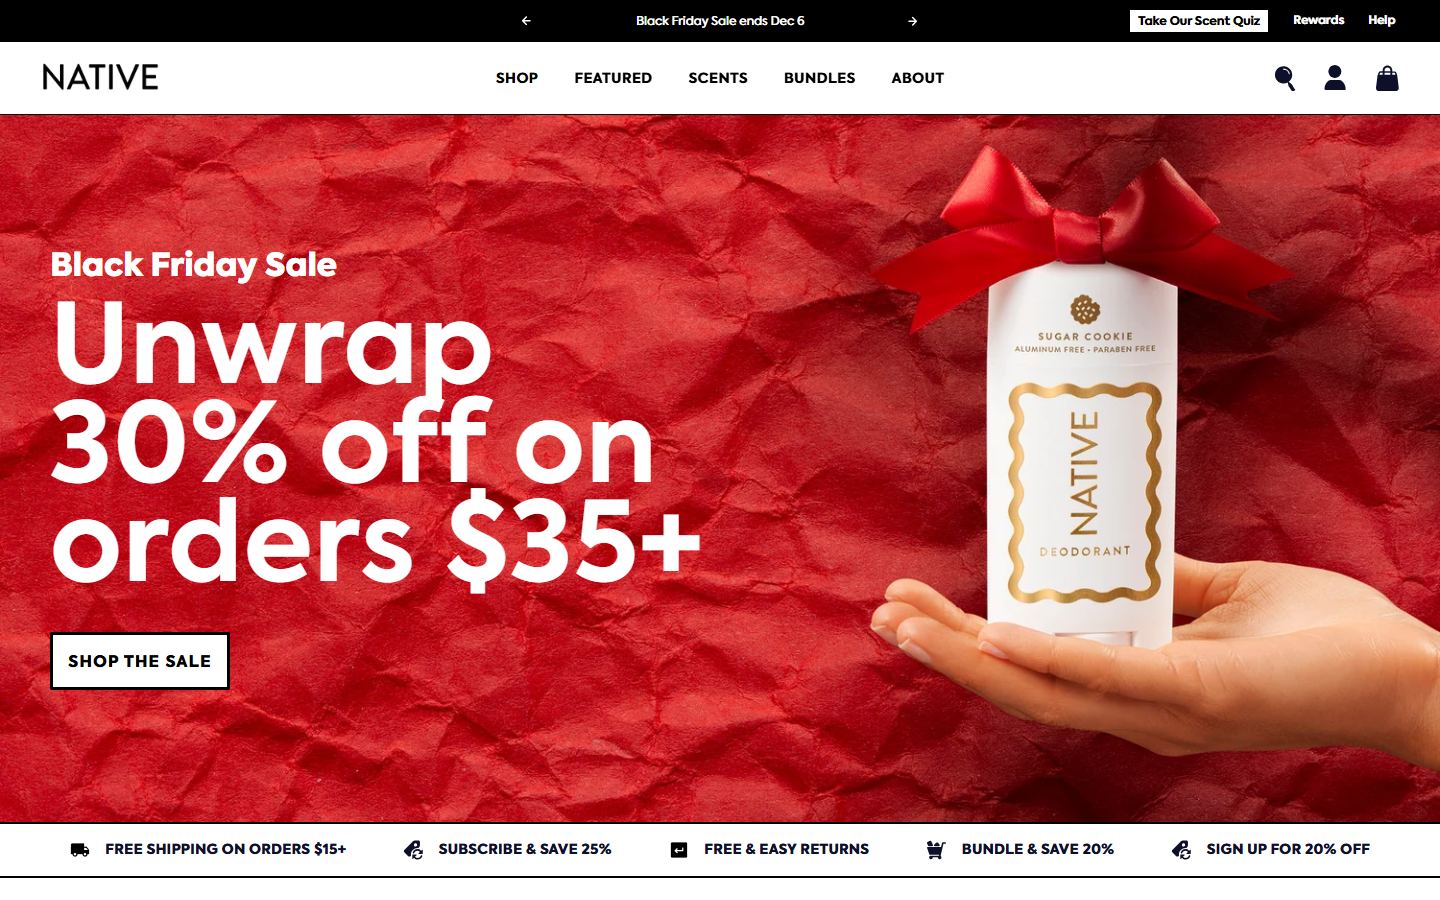 Black Friday Sale ends Dec 6
Take Our Scent Quiz
Rewards
Help
NATIVE
SHOP
FEATURED
SCENTS
BUNDLES
ABOUT
Black Friday Sale
Unwrap
30% off on
orders $35+
SHOP THE SALE
SUGAR COOKIE
ALUMINUM FREE • PARABEN FREE
NATIVE
DEODORANT
FREE SHIPPING ON ORDERS $15+
SUBSCRIBE & SAVE 25%
FREE & EASY RETURNS
BUNDLE & SAVE 20%
SIGN UP FOR 20% OFF